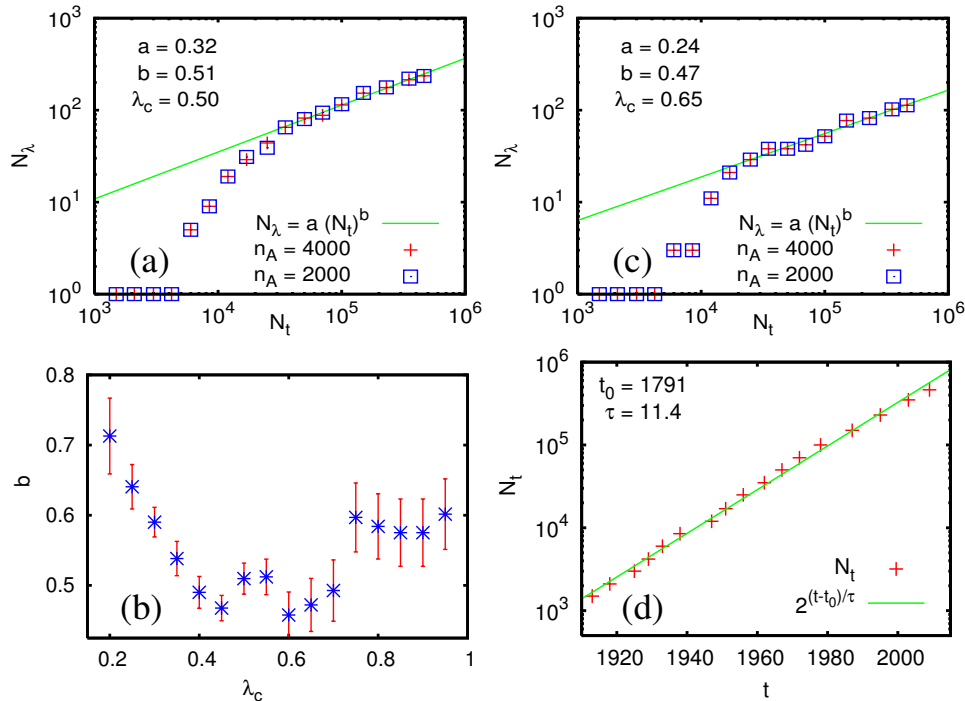 10³
10²
10¹
10⁰
N_λ
a = 0.32
b = 0.51
λ_c = 0.50
N_λ = a (N_t)^b
n_A = 4000
n_A = 2000
(a)
10³ 10⁴ 10⁵ 10⁶
N_t
10³
10²
10¹
10⁰
N_λ
a = 0.24
b = 0.47
λ_c = 0.65
N_λ = a (N_t)^b
n_A = 4000
n_A = 2000
(c)
10³ 10⁴ 10⁵ 10⁶
N_t
0.8
0.7
0.6
0.5
b
(b)
0.2 0.4 0.6 0.8 1
λ_c
10⁶
10⁵
10⁴
10³
N_t
t₀ = 1791
τ = 11.4
N_t
2^(t-t₀)/τ
(d)
1920 1940 1960 1980 2000
t